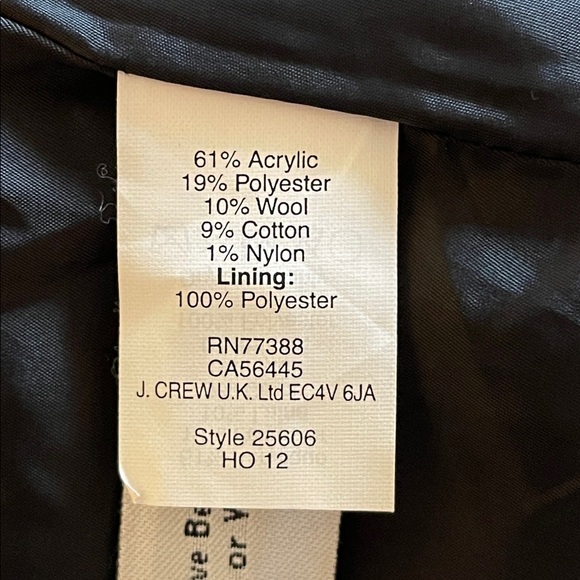 61% Acrylic
19% Polyester
10% Wool
9% Cotton
1% Nylon
Lining:
100% Polyester
RN77388
CA56445
J. CREW U.K. Ltd EC4V 6JA
Style 25606
HO 12
or